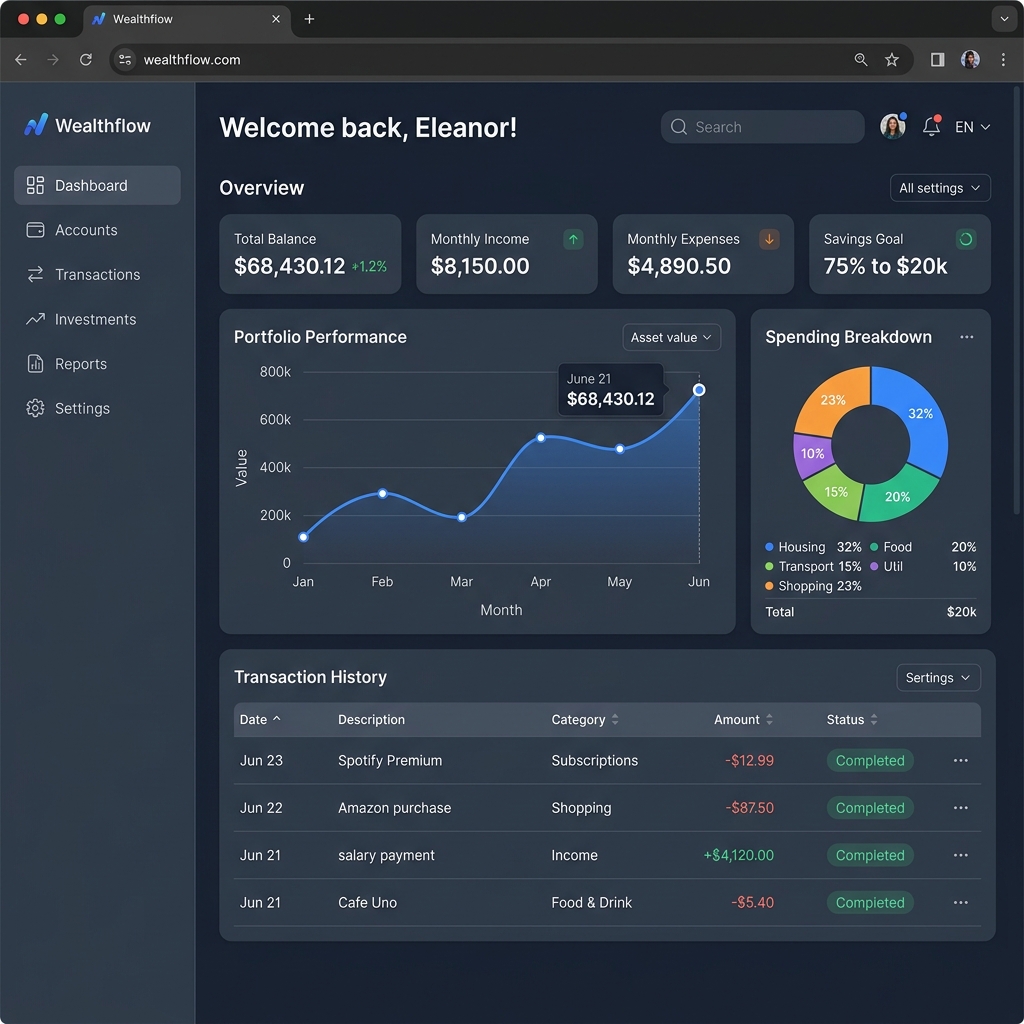 Wealthflow
wealthflow.com
Wealthflow
Dashboard
Accounts
Transactions
Investments
Reports
Settings
Welcome back, Eleanor!
Search
EN
Overview
All settings
Total Balance
$68,430.12 +1.2%
Monthly Income
$8,150.00
Monthly Expenses
$4,890.50
Savings Goal
75% to $20k
Portfolio Performance
Asset value
June 21
$68,430.12
800k
600k
400k
200k
0
Value
Jan Feb Mar Apr May Jun
Month
Spending Breakdown
23%
32%
10%
15%
20%
Housing 32% Food 20%
Transport 15% Util 10%
Shopping 23%
Total $20k
Transaction History
Sertings
Date Description Category Amount Status
Jun 23 Spotify Premium Subscriptions -$12.99 Completed
Jun 22 Amazon purchase Shopping -$87.50 Completed
Jun 21 salary payment Income +$4,120.00 Completed
Jun 21 Cafe Uno Food & Drink -$5.40 Completed